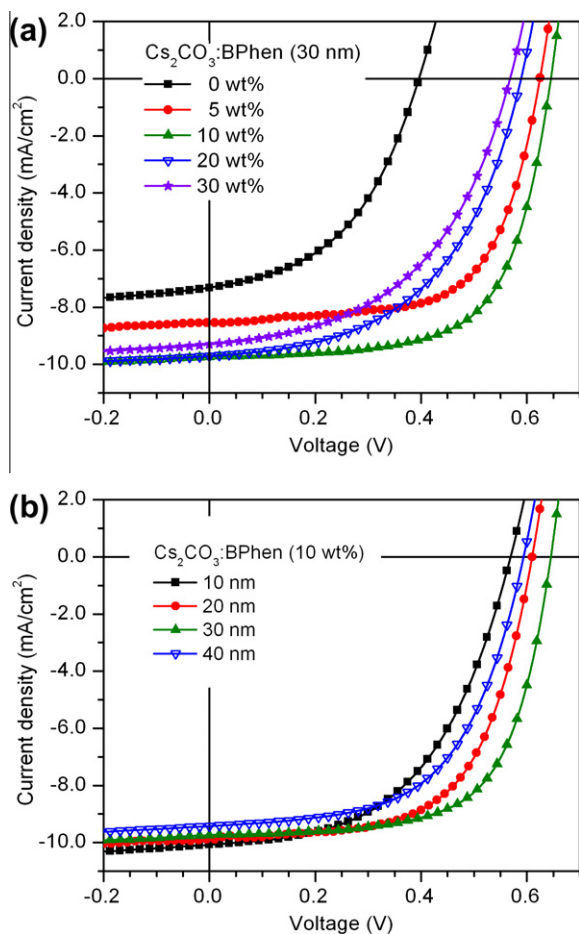 (a)
2.0
0.0
-2.0
-4.0
-6.0
-8.0
-10.0
Current density (mA/cm²)
Cs₂CO₃:BPhen (30 nm)
0 wt%
5 wt%
10 wt%
20 wt%
30 wt%
-0.2 0.0 0.2 0.4 0.6
Voltage (V)
(b)
2.0
0.0
-2.0
-4.0
-6.0
-8.0
-10.0
Current density (mA/cm²)
Cs₂CO₃:BPhen (10 wt%)
10 nm
20 nm
30 nm
40 nm
-0.2 0.0 0.2 0.4 0.6
Voltage (V)